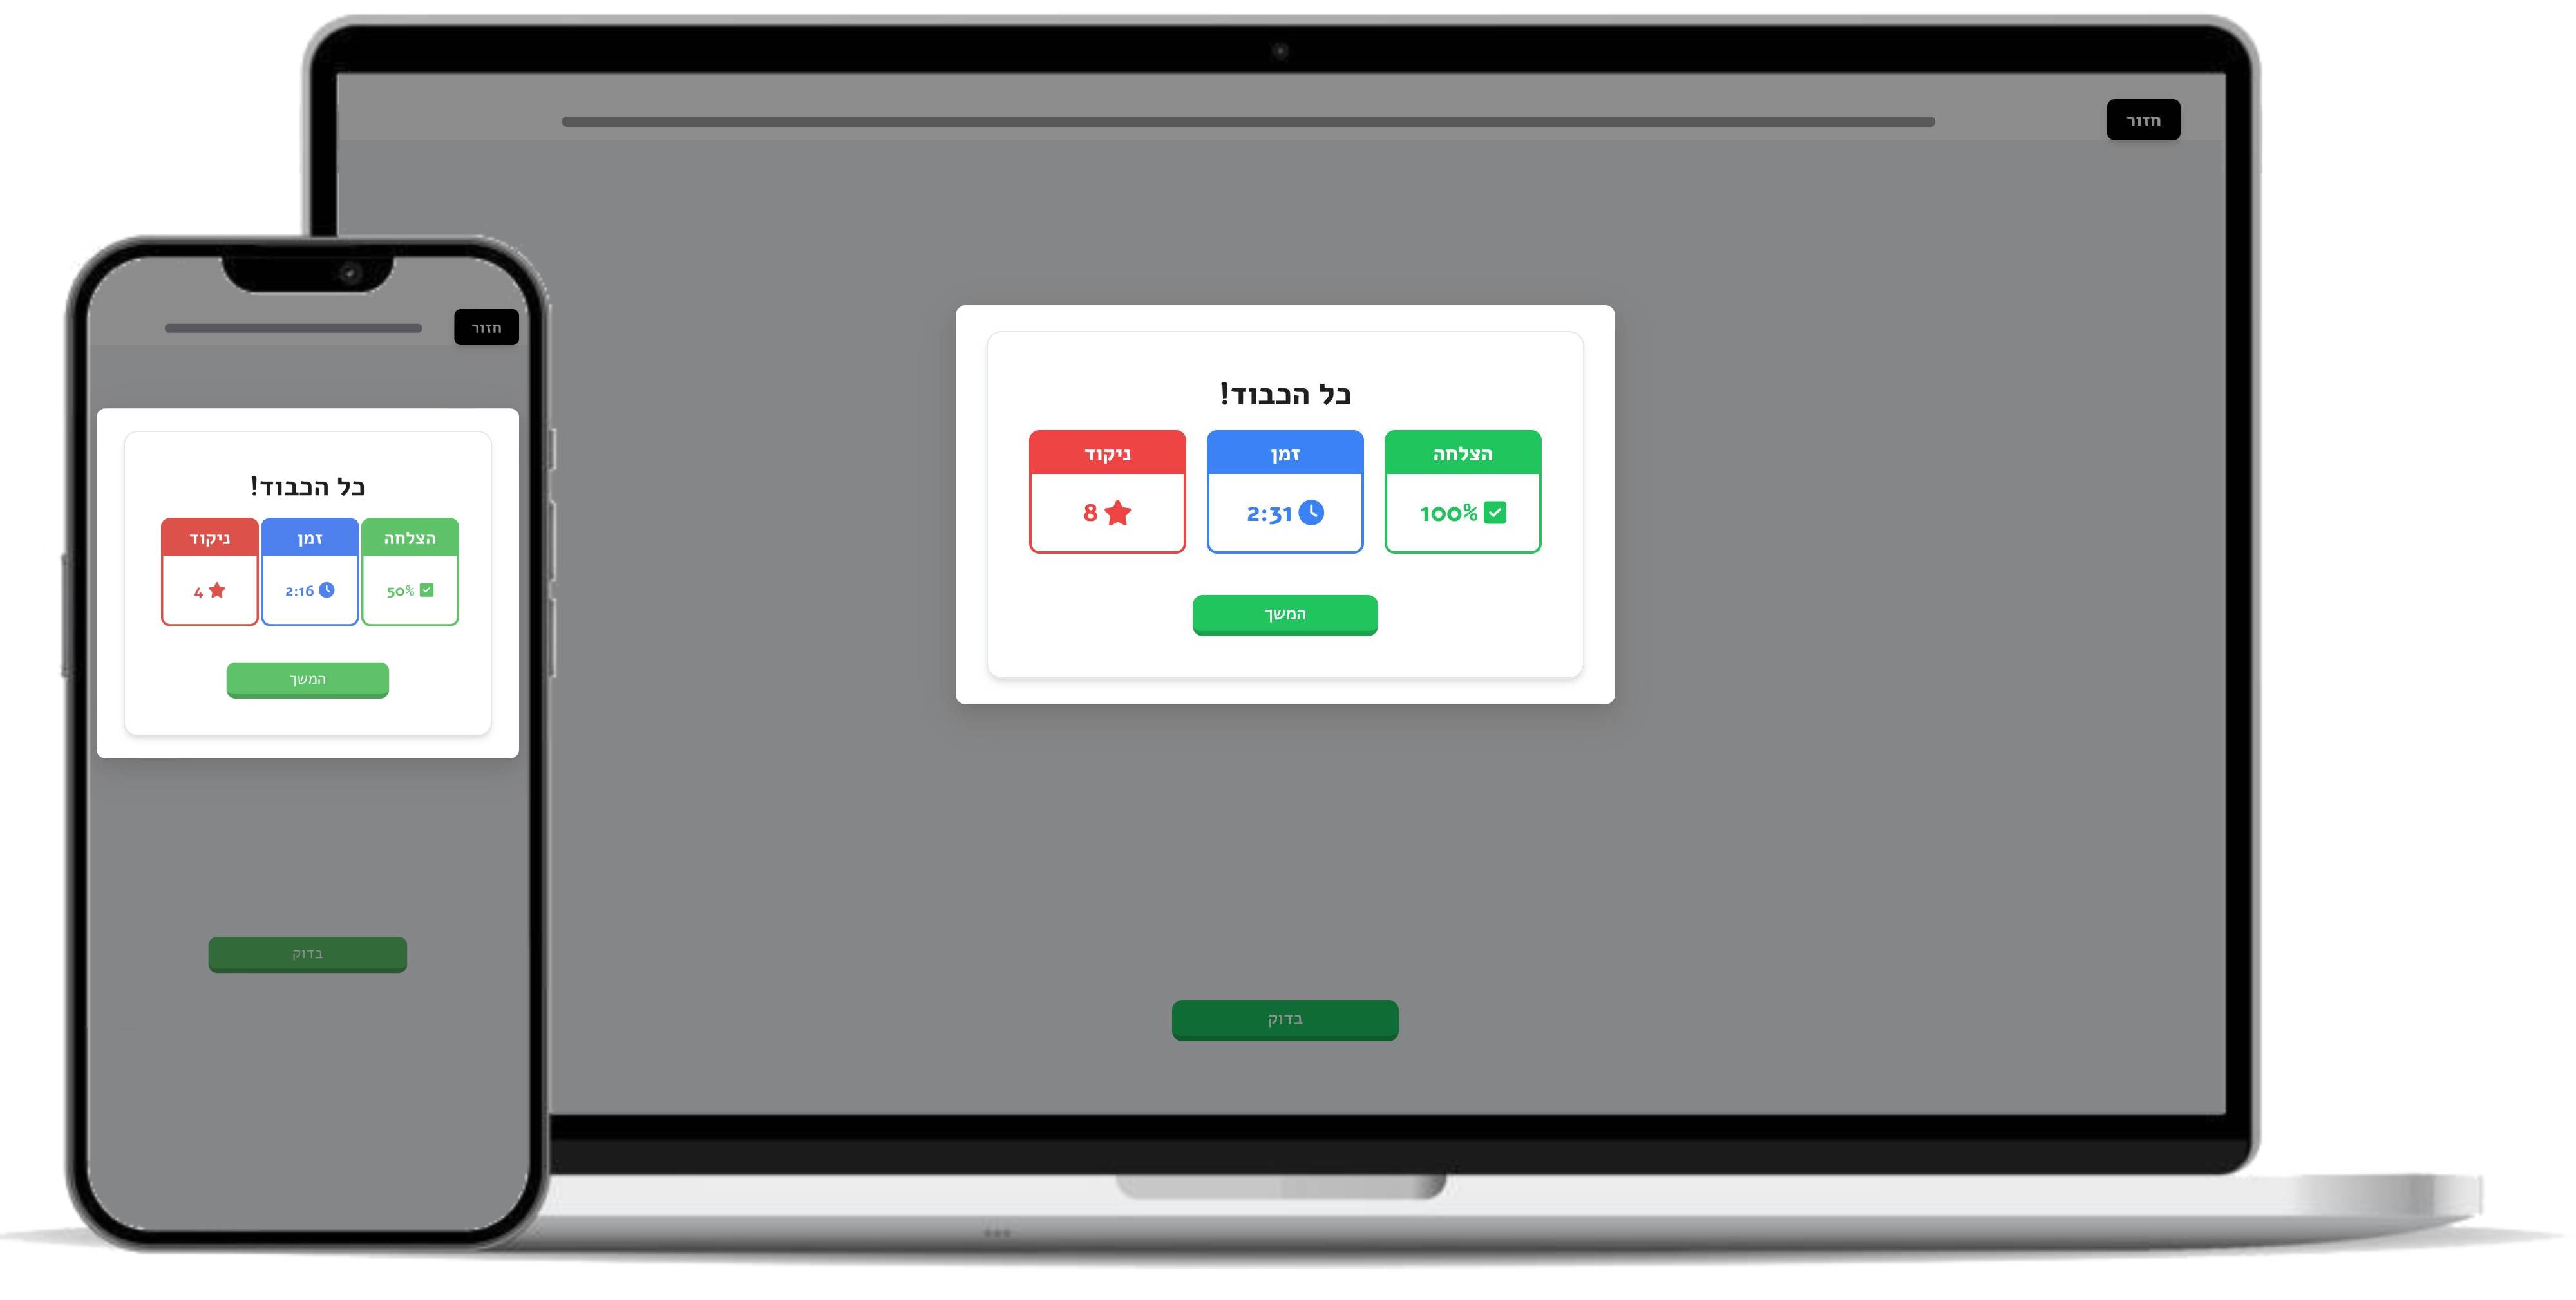 חזור
כל הכבוד!
הצלחה זמן ניקוד
100% 2:31 8
המשך
בדוק
חזור
כל הכבוד!
הצלחה זמן ניקוד
50% 2:16 4
המשך
בדוק